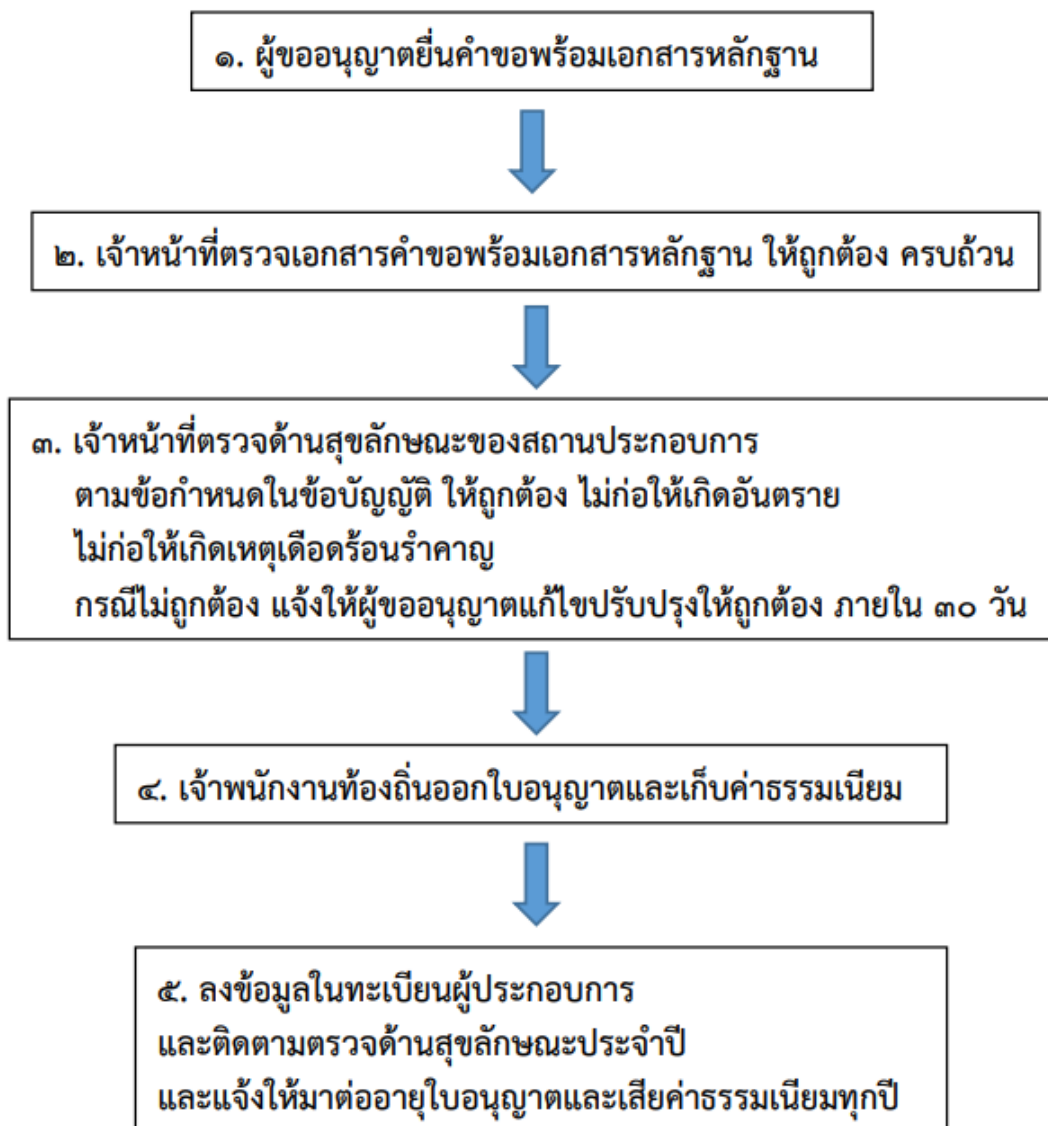 ๑. ผู้ขออนุญาตยื่นคำขอพร้อมเอกสารหลักฐาน
๒. เจ้าหน้าที่ตรวจเอกสารคำขอพร้อมเอกสารหลักฐาน ให้ถูกต้อง ครบถ้วน
๓. เจ้าหน้าที่ตรวจด้านสุขลักษณะของสถานประกอบการ
ตามข้อกำหนดในข้อบัญญัติ ให้ถูกต้อง ไม่ก่อให้เกิดอันตราย
ไม่ก่อให้เกิดเหตุเดือดร้อนรำคาญ
กรณีไม่ถูกต้อง แจ้งให้ผู้ขออนุญาตแก้ไขปรับปรุงให้ถูกต้อง ภายใน ๓๐ วัน
๔. เจ้าพนักงานท้องถิ่นออกใบอนุญาตและเก็บค่าธรรมเนียม
๕. ลงข้อมูลในทะเบียนผู้ประกอบการ
และติดตามตรวจด้านสุขลักษณะประจำปี
และแจ้งให้มาต่ออายุใบอนุญาตและเสียค่าธรรมเนียมทุกปี